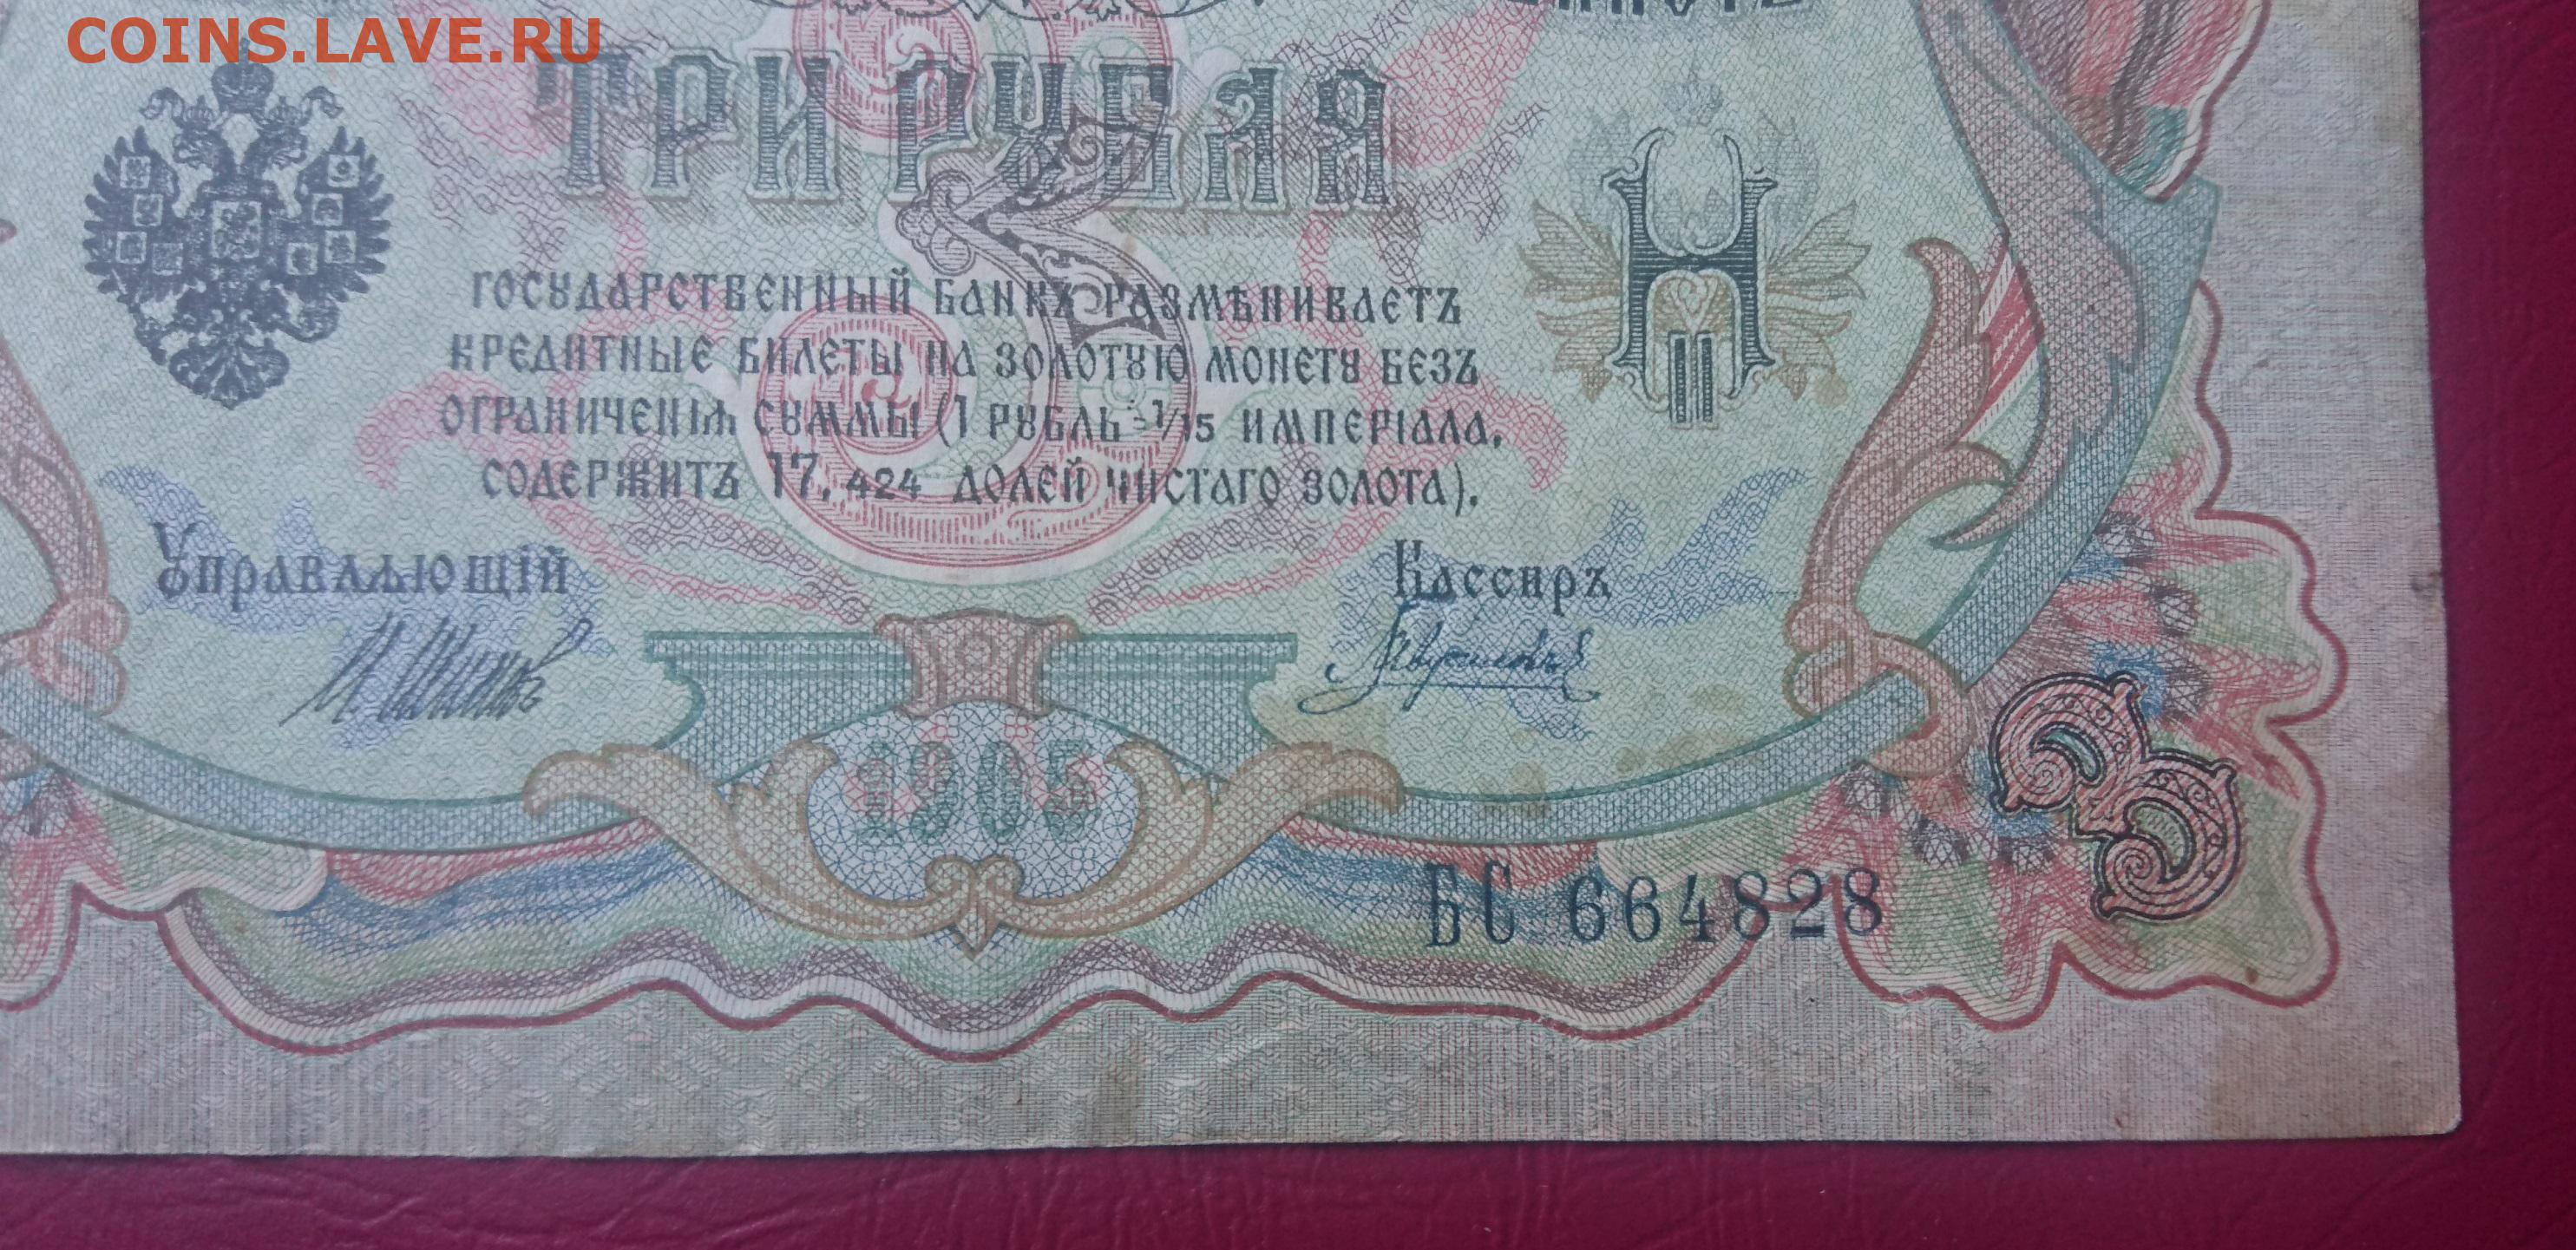 COINS.LAVE.RU
ТРИ РУБЛЯ
ГОСУДАРСТВЕННЫЙ БАНКЪ РАЗМѢНИВАЕТЪ
КРЕДИТНЫЕ БИЛЕТЫ НА ЗОЛОТУЮ МОНЕТУ БЕЗЪ
ОГРАНИЧЕНІЯ СУММЫ (1 РУБЛЬ = 1/15 ИМПЕРІАЛА,
СОДЕРЖИТЪ 17,424 ДОЛЕЙ ЧИСТАГО ЗОЛОТА).
Управляющій Кассиръ
1905
БС 664828
3